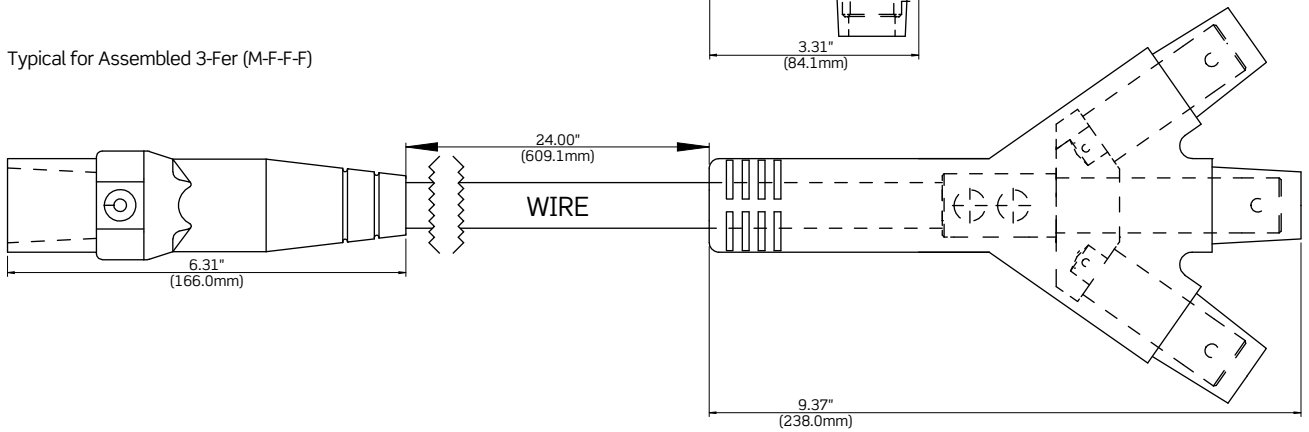 3.31"
(84.1mm)
Typical for Assembled 3-Fer (M-F-F-F)
24.00"
(609.1mm)
WIRE
6.31"
(166.0mm)
9.37"
(238.0mm)